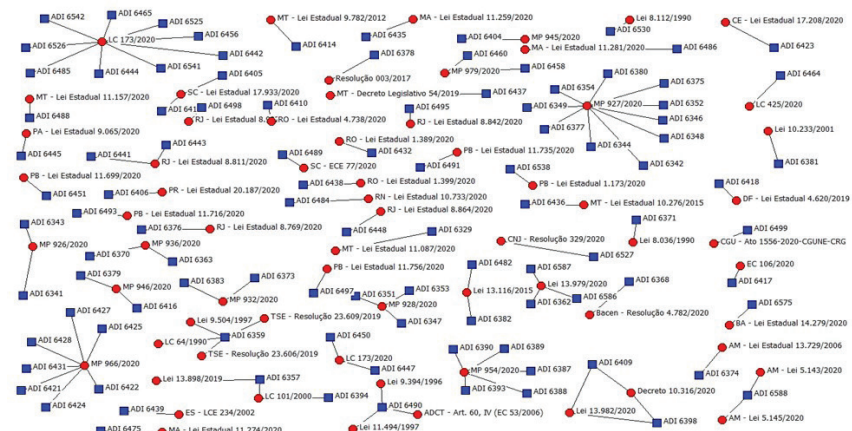 ADI 6542
ADI 6465
ADI 6525
ADI 6456
ADI 6526
LC 173/2020
ADI 6442
ADI 6485
ADI 6444
ADI 6541
ADI 6405
MT - Lei Estadual 9.782/2012
ADI 6414
MA - Lei Estadual 11.259/2020
ADI 6435
ADI 6378
Resolução 003/2017
MT - Decreto Legislativo 54/2019
ADI 6437
ADI 6404
MP 945/2020
MA - Lei Estadual 11.281/2020
ADI 6486
ADI 6460
MP 979/2020
ADI 6458
Lei 8.112/1990
ADI 6530
CE - Lei Estadual 17.208/2020
ADI 6423
ADI 6464
LC 425/2020
MT - Lei Estadual 11.157/2020
ADI 6488
SC - Lei Estadual 17.933/2020
ADI 6498
ADI 6410
RO - Lei Estadual 4.738/2020
ADI 6495
RJ - Lei Estadual 8.842/2020
ADI 6380
ADI 6354
ADI 6375
ADI 6349
MP 927/2020
ADI 6352
ADI 6346
ADI 6348
ADI 6377
ADI 6344
ADI 6342
Lei 10.233/2001
ADI 6381
PA - Lei Estadual 9.065/2020
ADI 6445
ADI 6443
ADI 6441
RJ - Lei Estadual 8.811/2020
ADI 6489
SC - ECE 77/2020
RO - Lei Estadual 1.389/2020
ADI 6432
PB - Lei Estadual 11.735/2020
ADI 6491
PB - Lei Estadual 11.699/2020
ADI 6451
ADI 6406
PR - Lei Estadual 20.187/2020
ADI 6438
RO - Lei Estadual 1.399/2020
ADI 6484
RN - Lei Estadual 10.733/2020
ADI 6538
PB - Lei Estadual 1.173/2020
ADI 6436
MT - Lei Estadual 10.276/2015
ADI 6418
DF - Lei Estadual 4.620/2019
ADI 6493
PB - Lei Estadual 11.716/2020
ADI 6376
RJ - Lei Estadual 8.769/2020
RJ - Lei Estadual 8.864/2020
ADI 6448
ADI 6329
MT - Lei Estadual 11.087/2020
CNJ - Resolução 329/2020
ADI 6527
ADI 6371
Lei 8.036/1990
ADI 6499
CGU - Ato 1556-2020-CGUNE-CRG
ADI 6343
MP 926/2020
ADI 6341
MP 936/2020
ADI 6370
ADI 6363
ADI 6379
MP 946/2020
ADI 6416
ADI 6383
ADI 6373
MP 932/2020
PB - Lei Estadual 11.756/2020
ADI 6497
ADI 6351
ADI 6353
MP 928/2020
ADI 6347
ADI 6482
Lei 13.116/2015
ADI 6382
ADI 6587
Lei 13.979/2020
ADI 6362
ADI 6586
ADI 6368
Bacen - Resolução 4.782/2020
EC 106/2020
ADI 6417
ADI 6575
BA - Lei Estadual 14.279/2020
ADI 6427
ADI 6425
ADI 6428
ADI 6431
MP 966/2020
ADI 6421
ADI 6422
ADI 6424
Lei 9.504/1997
TSE - Resolução 23.609/2019
ADI 6359
LC 64/1990
TSE - Resolução 23.606/2019
ADI 6450
LC 173/2020
ADI 6447
ADI 6390
ADI 6389
MP 954/2020
ADI 6387
ADI 6393
ADI 6388
AM - Lei Estadual 13.729/2006
ADI 6374
AM - Lei 5.143/2020
ADI 6588
AM - Lei 5.145/2020
ADI 6409
Decreto 10.316/2020
Lei 13.982/2020
ADI 6398
Lei 13.898/2019
ADI 6357
LC 101/2000
ADI 6394
Lei 9.394/1996
ADI 6490
ADCT - Art. 60, IV (EC 53/2006)
Lei 11.494/1997
ADI 6439
ES - LCE 234/2002
ADI 6475
MA - Lei Estadual 11.274/2020